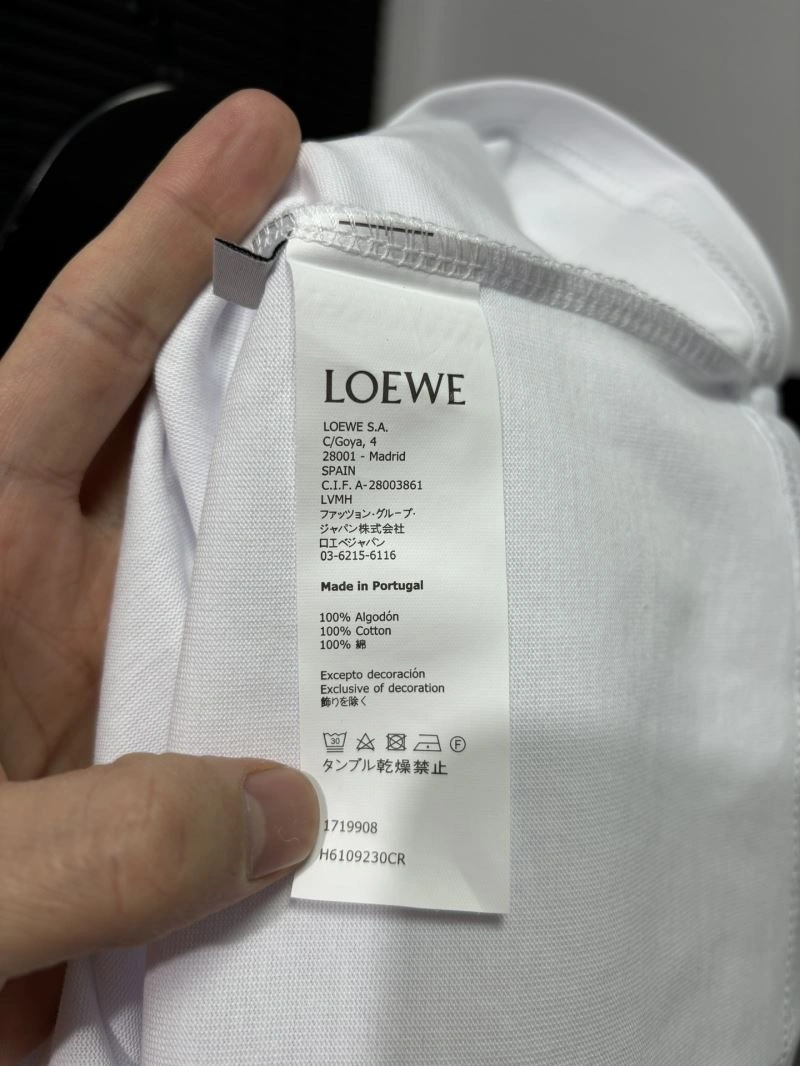 LOEWE
LOEWE S.A.
C/Goya, 4
28001 - Madrid
SPAIN
C.I.F. A-28003861
LVMH
ファッション・グループ・
ジャパン株式会社
ロエベジャパン
03-6215-6116
Made in Portugal
100% Algodón
100% Cotton
100% 綿
Excepto decoración
Exclusive of decoration
飾りを除く
30
F
タンブル乾燥禁止
1719908
H6109230CR